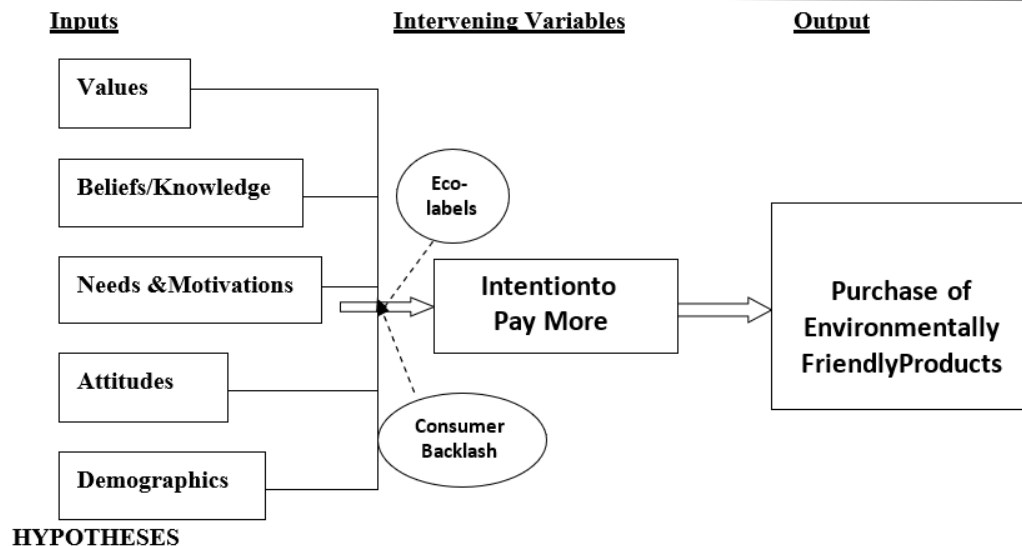 Inputs
Intervening Variables
Output
Values
Beliefs/Knowledge
Needs &Motivations
Attitudes
Demographics
Eco-
labels
Consumer
Backlash
Intentionto
Pay More
Purchase of
Environmentally
FriendlyProducts
HYPOTHESES